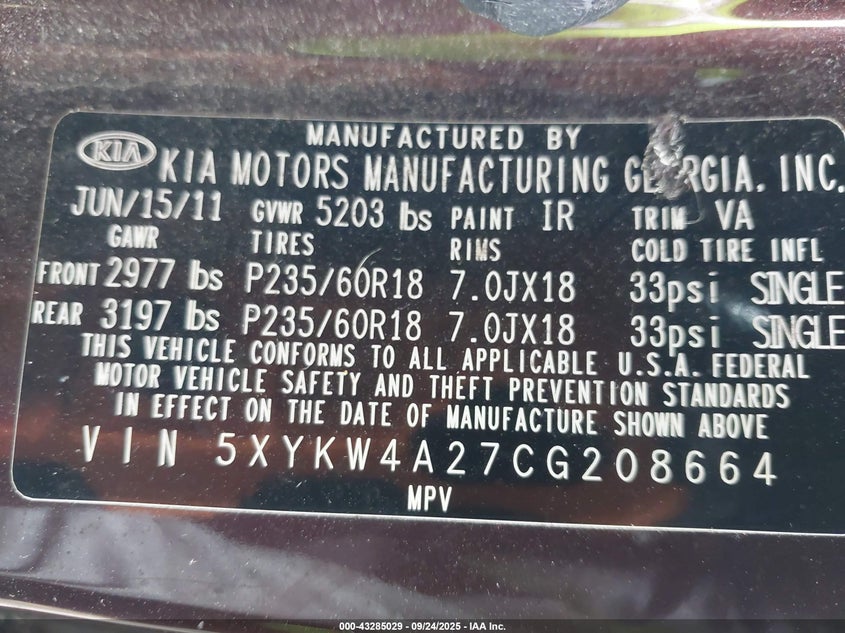 MANUFACTURED BY
KIA KIA MOTORS MANUFACTURING GEORGIA, INC.
JUN/15/11 GVWR 5203 lbs PAINT IR TRIM VA
GAWR TIRES RIMS COLD TIRE INFL
FRONT 2977 lbs P235/60R18 7.0JX18 33psi SINGLE
REAR 3197 lbs P235/60R18 7.0JX18 33psi SINGLE
THIS VEHICLE CONFORMS TO ALL APPLICABLE U.S.A. FEDERAL
MOTOR VEHICLE SAFETY AND THEFT PREVENTION STANDARDS
IN EFFECT ON THE DATE OF MANUFACTURE SHOWN ABOVE
VIN 5XYKW4A27CG208664
MPV
000-43285029 - 09/24/2025 - IAA Inc.